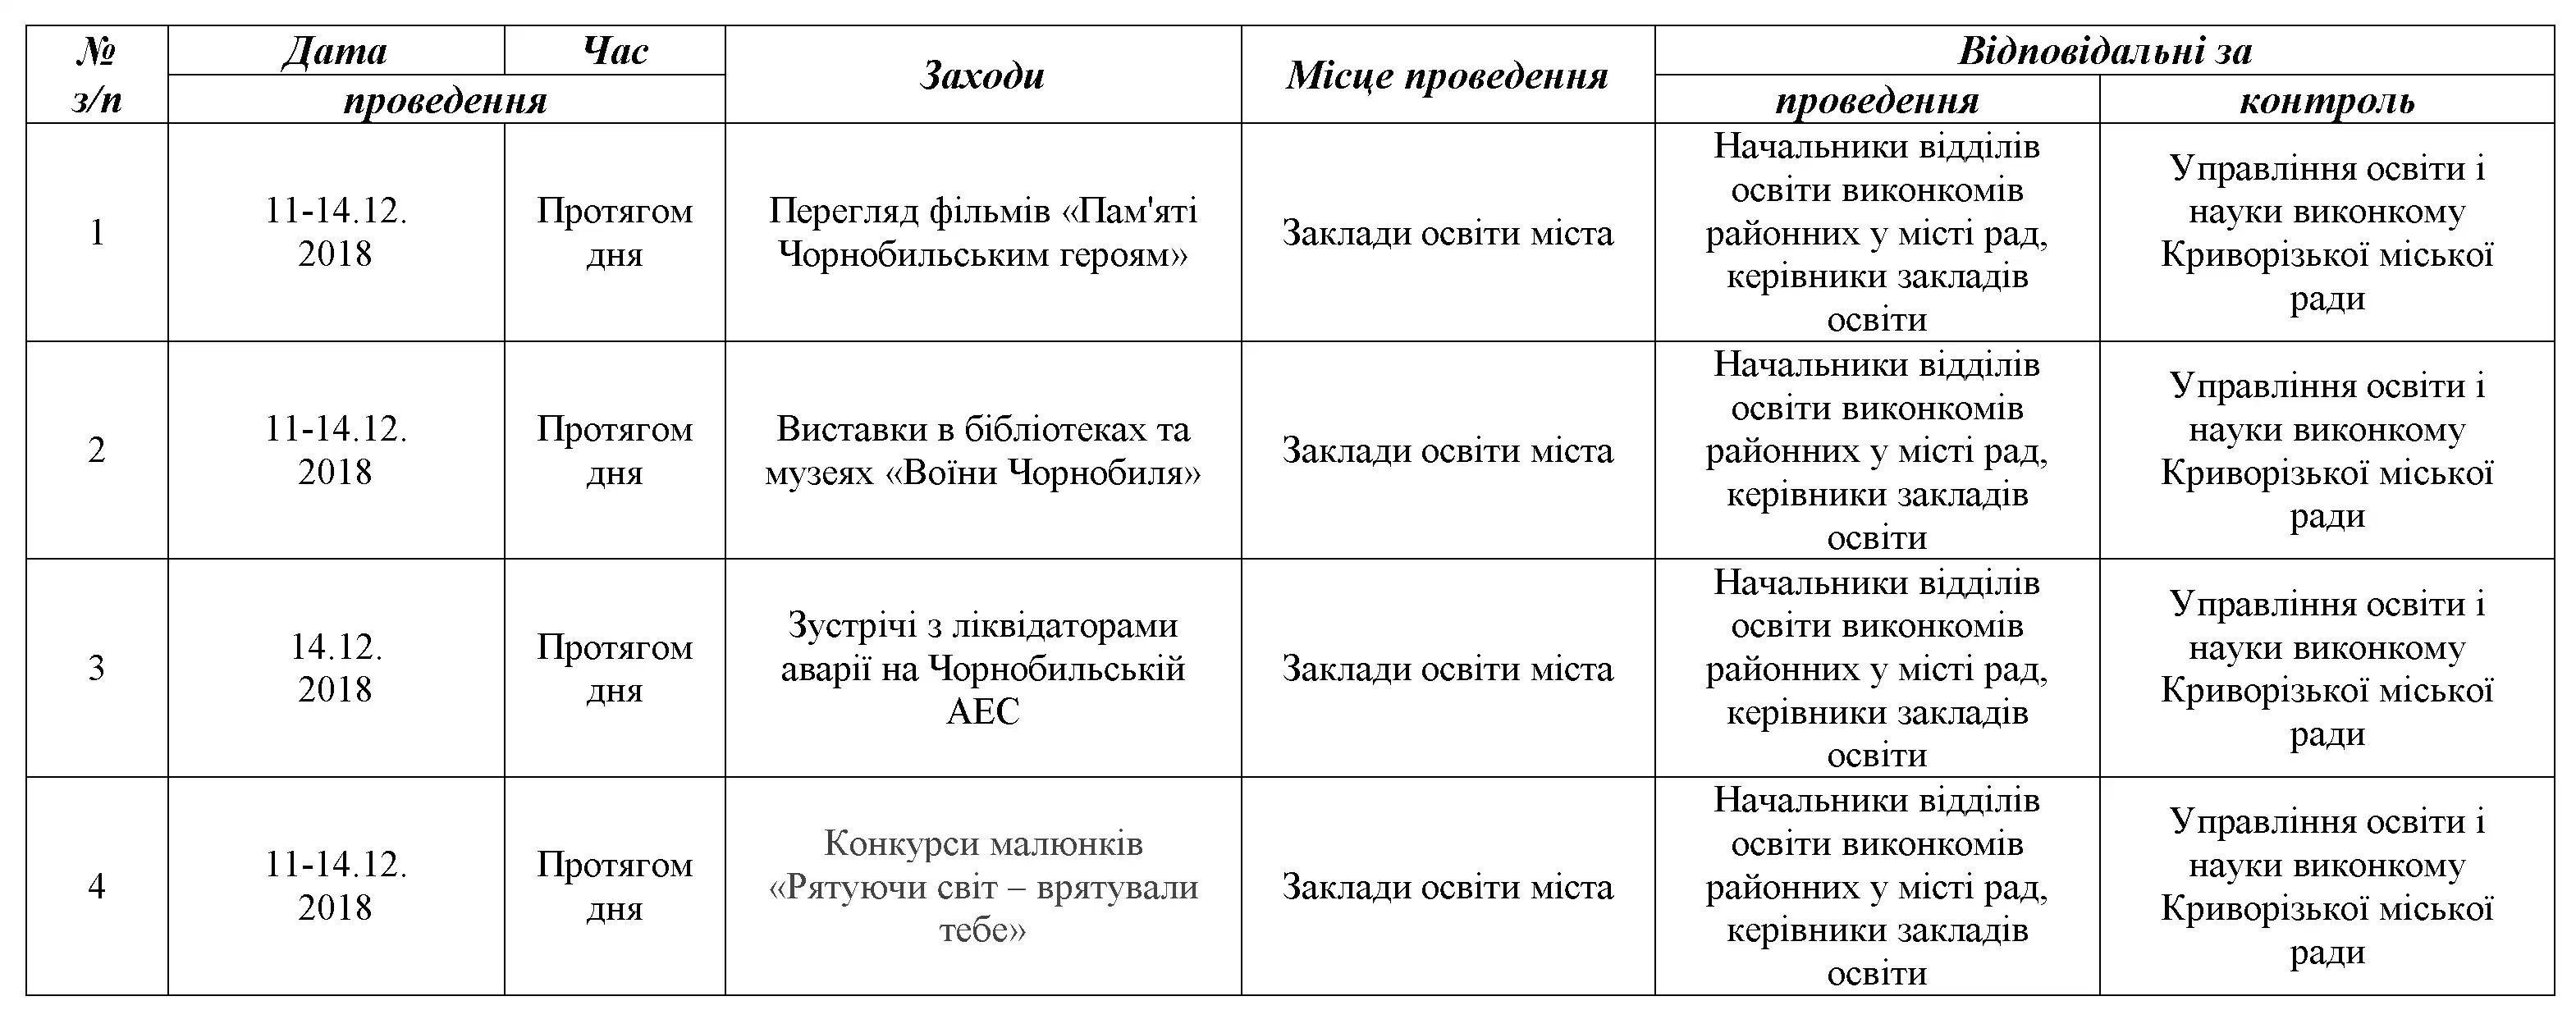 №
з/п
Дата
Час
проведення
Заходи
Місце проведення
Відповідальні за
проведення
контроль
1
11-14.12.
2018
Протягом
дня
Перегляд фільмів «Пам'яті
Чорнобильським героям»
Заклади освіти міста
Начальники відділів
освіти виконкомів
районних у місті рад,
керівники закладів
освіти
Управління освіти і
науки виконкому
Криворізької міської
ради
2
11-14.12.
2018
Протягом
дня
Виставки в бібліотеках та
музеях «Воїни Чорнобиля»
Заклади освіти міста
Начальники відділів
освіти виконкомів
районних у місті рад,
керівники закладів
освіти
Управління освіти і
науки виконкому
Криворізької міської
ради
3
14.12.
2018
Протягом
дня
Зустрічі з ліквідаторами
аварії на Чорнобильській
АЕС
Заклади освіти міста
Начальники відділів
освіти виконкомів
районних у місті рад,
керівники закладів
освіти
Управління освіти і
науки виконкому
Криворізької міської
ради
4
11-14.12.
2018
Протягом
дня
Конкурси малюнків
«Рятуючи світ – врятували
тебе»
Заклади освіти міста
Начальники відділів
освіти виконкомів
районних у місті рад,
керівники закладів
освіти
Управління освіти і
науки виконкому
Криворізької міської
ради